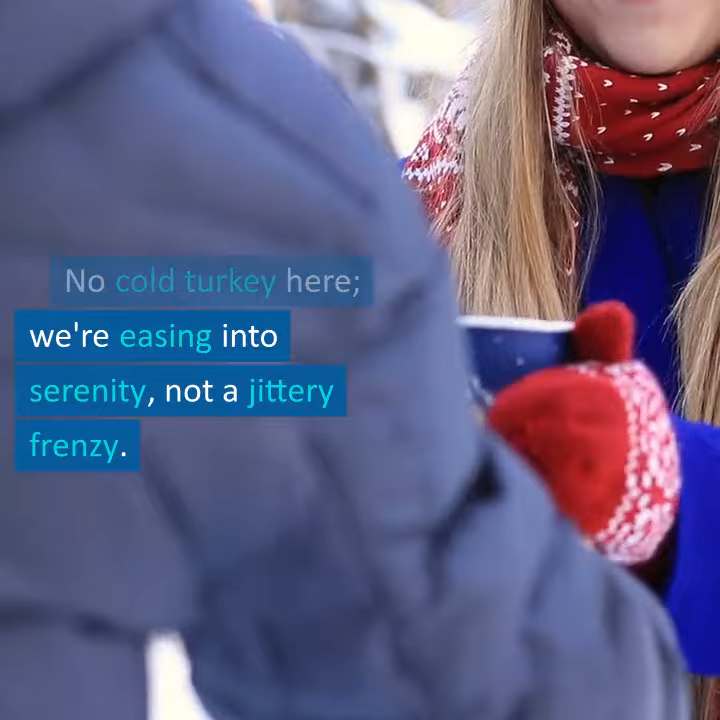 No cold turkey here;
we're easing into
serenity, not a jittery
frenzy.